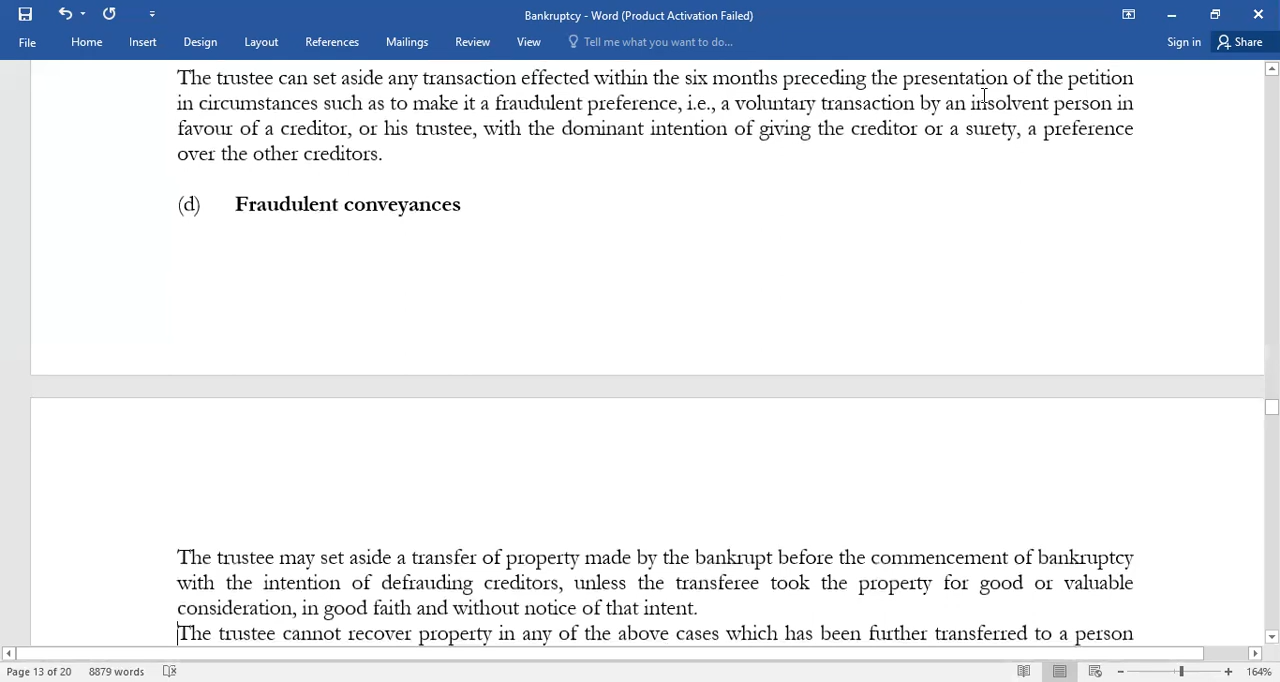 Bankruptcy - Word (Product Activation Failed)
File Home Insert Design Layout References Mailings Review View Tell me what you want to do... Sign in Share
The trustee can set aside any transaction effected within the six months preceding the presentation of the petition
in circumstances such as to make it a fraudulent preference, i.e., a voluntary transaction by an insolvent person in
favour of a creditor, or his trustee, with the dominant intention of giving the creditor or a surety, a preference
over the other creditors.
(d) Fraudulent conveyances
The trustee may set aside a transfer of property made by the bankrupt before the commencement of bankruptcy
with the intention of defrauding creditors, unless the transferee took the property for good or valuable
consideration, in good faith and without notice of that intent.
The trustee cannot recover property in any of the above cases which has been further transferred to a person
Page 13 of 20 8879 words 164%